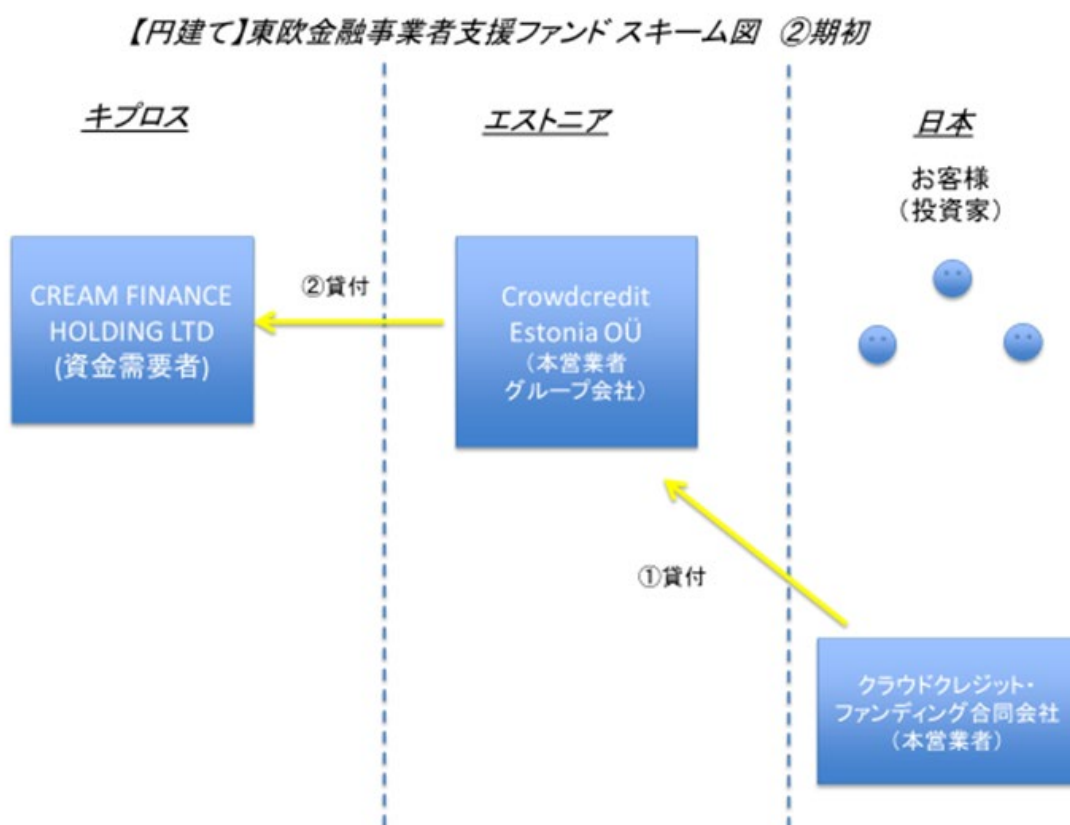 【円建て】東欧金融事業者支援ファンド スキーム図 ②期初
キプロス
エストニア
日本
お客様
（投資家）
CREAM FINANCE
HOLDING LTD
(資金需要者)
②貸付
Crowdcredit
Estonia OÜ
（本営業者
グループ会社）
①貸付
クラウドクレジット・
ファンディング合同会社
（本営業者）